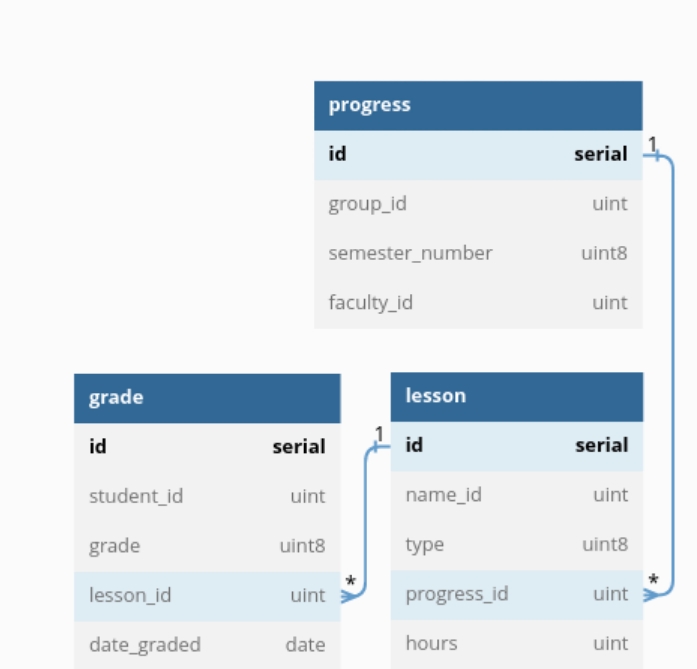 progress
id serial 1
group_id uint
semester_number uint8
faculty_id uint
grade
id serial
student_id uint
grade uint8
lesson_id uint *
date_graded date
lesson
1 id serial
name_id uint
type uint8
progress_id uint *
hours uint